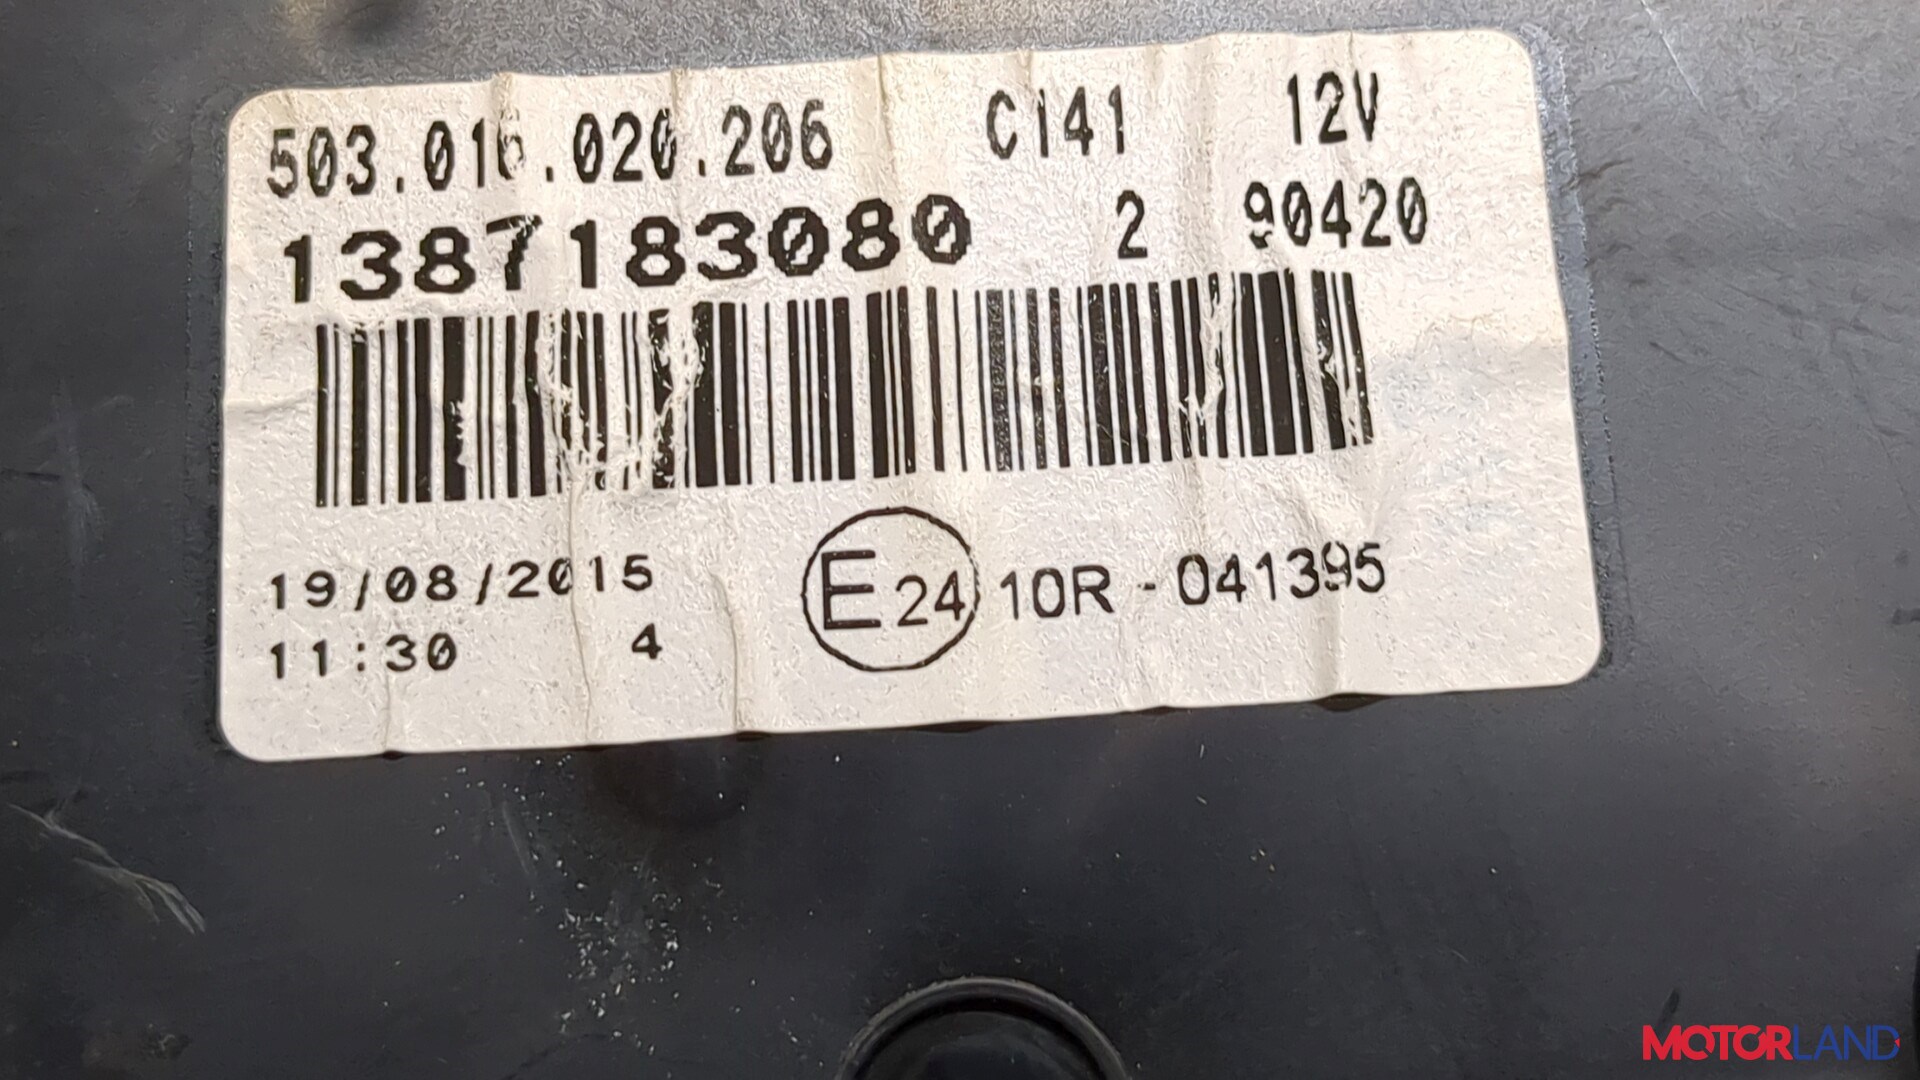 503.016.020.206 C141 12V
1387183080 2 90420
19/08/2015
11:30 4
E24 10R - 041395
MOTORLAND